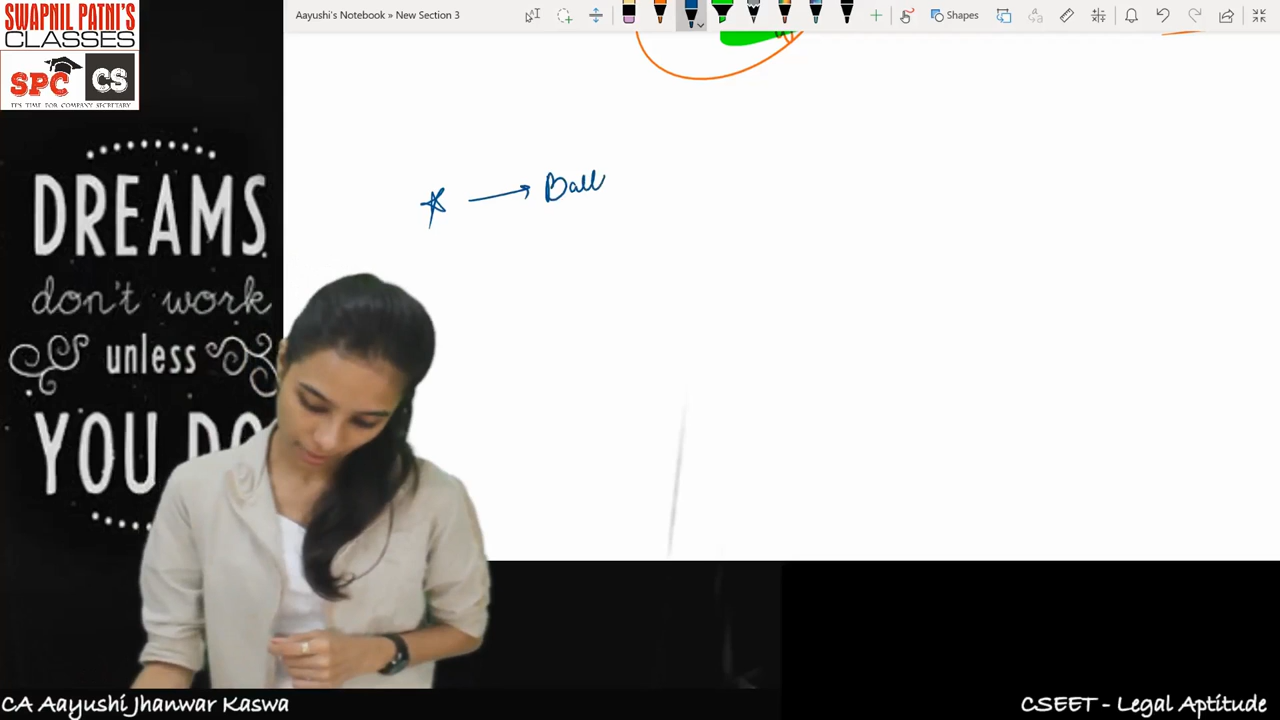 SWAPNIL PATNI'S
CLASSES
SPC CS
IT'S TIME FOR COMPANY SECRETARY
Aayushi's Notebook » New Section 3
Shapes
DREAMS
don't work
unless
YOU DO
Ball
CA Aayushi Jhanwar Kaswa
CSEET - Legal Aptitude